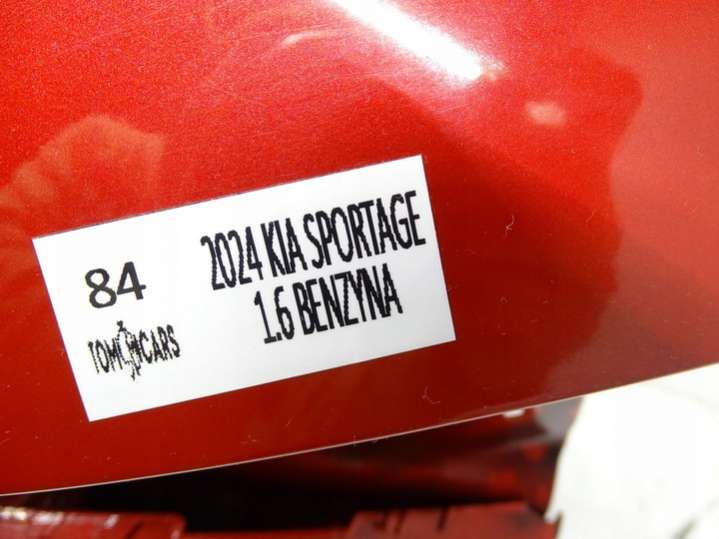 84
TOM CARS
2024 KIA SPORTAGE
1.6 BENZYNA